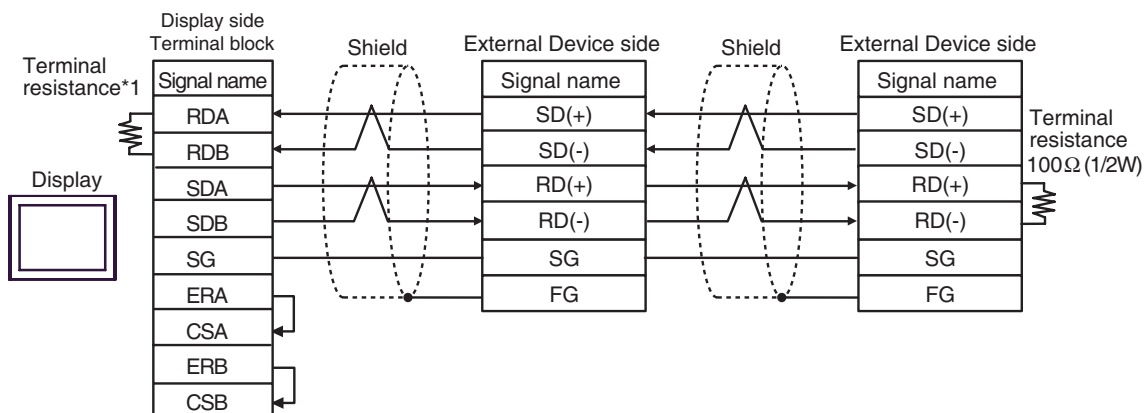 Display side
Terminal block
Shield
External Device side
Shield
External Device side
Terminal
resistance*1
Signal name
Signal name
Signal name
RDA
SD(+)
SD(+)
RDB
SD(-)
SD(-)
Terminal
resistance
100Ω(1/2W)
Display
SDA
RD(+)
RD(+)
SDB
RD(-)
RD(-)
SG
SG
SG
ERA
FG
FG
CSA
ERB
CSB